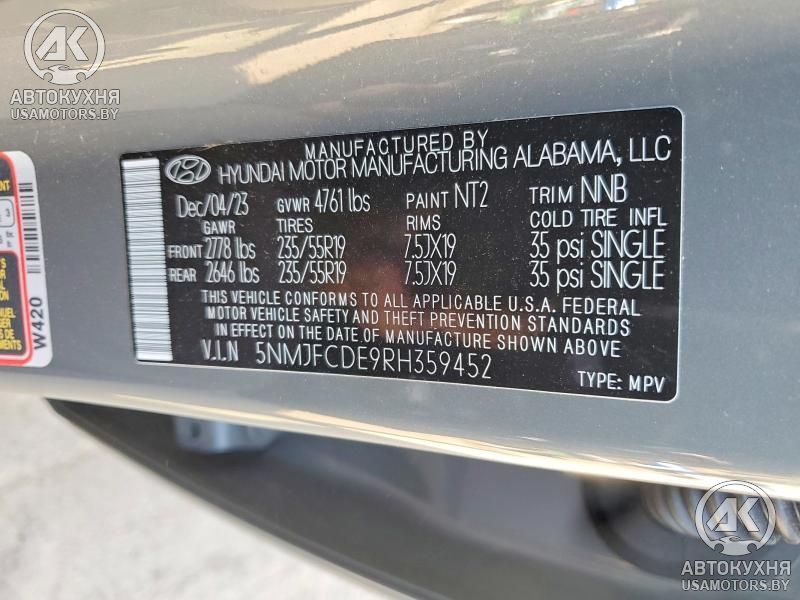 AK
АВТОКУХНЯ
USAMOTORS.BY
MANUFACTURED BY
HYUNDAI MOTOR MANUFACTURING ALABAMA, LLC
Dec/04/23 GVWR 4761 lbs PAINT NT2 TRIM NNB
GAWR TIRES RIMS COLD TIRE INFL
FRONT 2778 lbs 235/55R19 7.5JX19 35 psi SINGLE
REAR 2646 lbs 235/55R19 7.5JX19 35 psi SINGLE
THIS VEHICLE CONFORMS TO ALL APPLICABLE U.S.A. FEDERAL
MOTOR VEHICLE SAFETY AND THEFT PREVENTION STANDARDS
IN EFFECT ON DATE OF MANUFACTURE SHOWN ABOVE
V.I.N 5NMJFCDE9RH359452
TYPE: MPV
W420
AK
АВТОКУХНЯ
USAMOTORS.BY